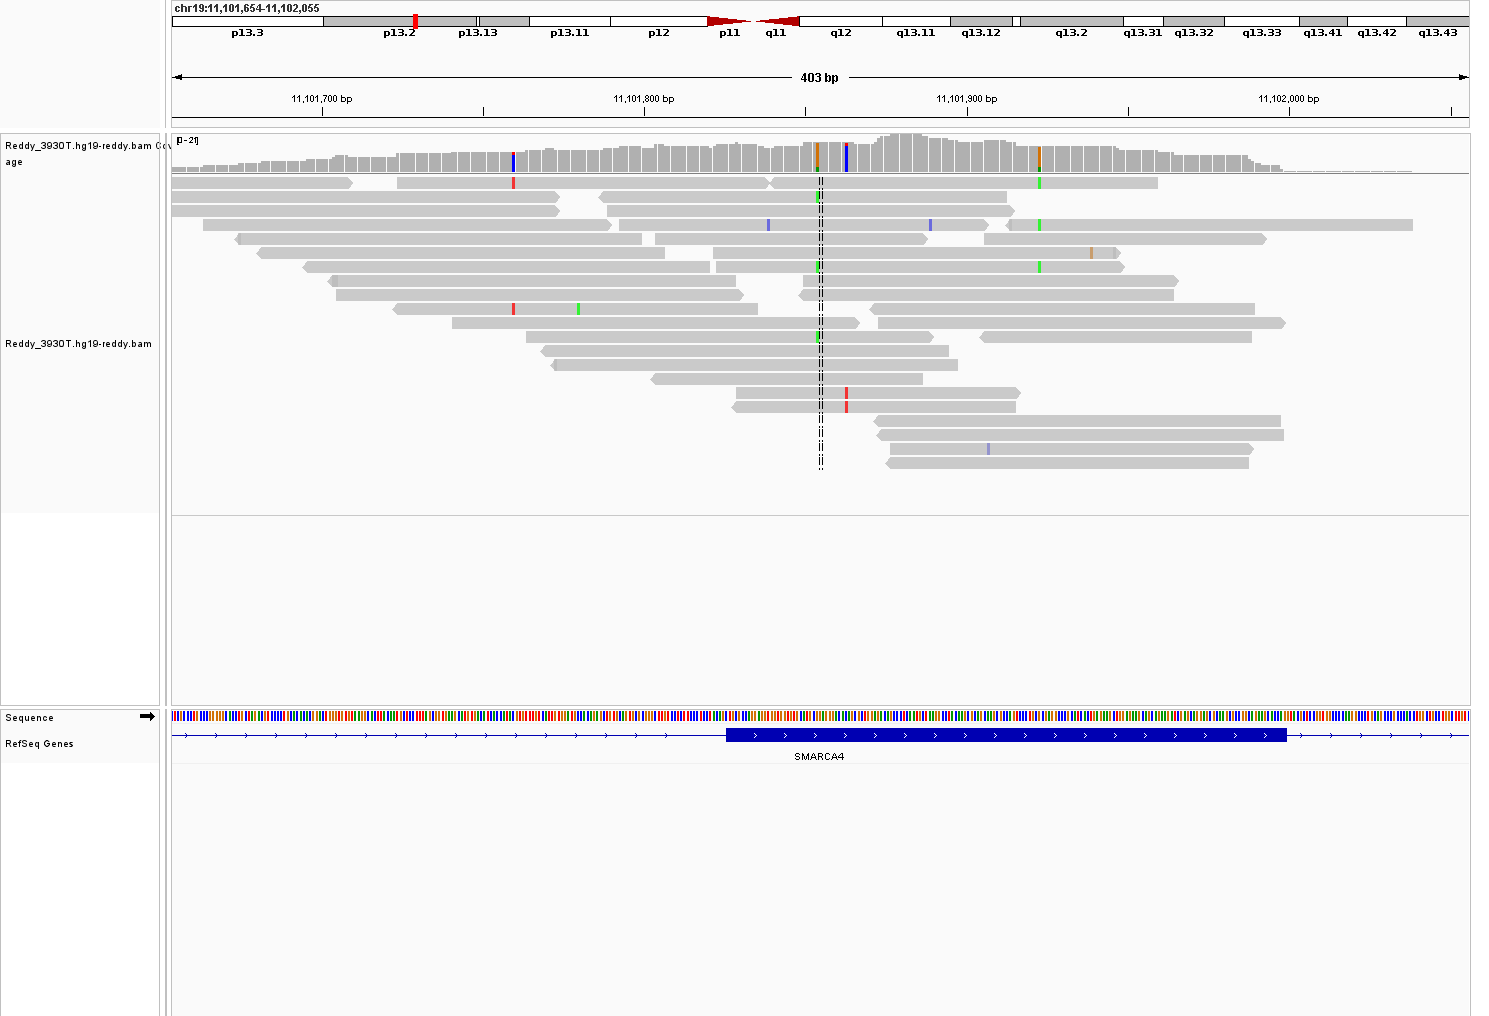 chr19:11,101,654-11,102,055
p13.3 p13.2 p13.13 p13.11 p12 p11 q11 q12 q13.11 q13.12 q13.2 q13.31 q13.32 q13.33 q13.41 q13.42 q13.43
403 bp
11,101,700 bp 11,101,800 bp 11,101,900 bp 11,102,000 bp
[0-21]
Reddy_3930T.hg19-reddy.bam Cov
age
Reddy_3930T.hg19-reddy.bam
Sequence
RefSeq Genes
SMARCA4